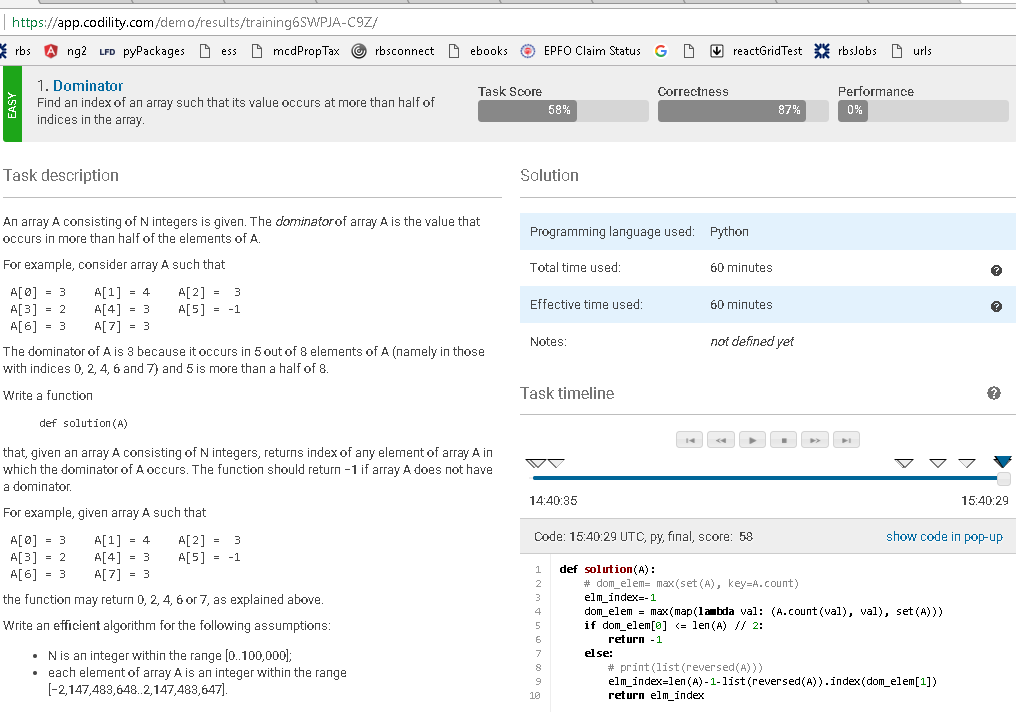 https://app.codility.com/demo/results/training6SWPJA-C9Z/
rbs ng2 LFD pyPackages ess mcdPropTax rbsconnect ebooks EPFO Claim Status reactGridTest rbsJobs urls
EASY
1. Dominator
Find an index of an array such that its value occurs at more than half of
indices in the array.
Task Score
58%
Correctness
87%
Performance
0%
Task description
An array A consisting of N integers is given. The dominator of array A is the value that
occurs in more than half of the elements of A.
For example, consider array A such that
A[0] = 3 A[1] = 4 A[2] = 3
A[3] = 2 A[4] = 3 A[5] = -1
A[6] = 3 A[7] = 3
The dominator of A is 3 because it occurs in 5 out of 8 elements of A (namely in those
with indices 0, 2, 4, 6 and 7) and 5 is more than a half of 8.
Write a function
def solution(A)
that, given an array A consisting of N integers, returns index of any element of array A in
which the dominator of A occurs. The function should return −1 if array A does not have
a dominator.
For example, given array A such that
A[0] = 3 A[1] = 4 A[2] = 3
A[3] = 2 A[4] = 3 A[5] = -1
A[6] = 3 A[7] = 3
the function may return 0, 2, 4, 6 or 7, as explained above.
Write an efficient algorithm for the following assumptions:
• N is an integer within the range [0..100,000];
• each element of array A is an integer within the range
[−2,147,483,648..2,147,483,647].
Solution
Programming language used: Python
Total time used: 60 minutes
Effective time used: 60 minutes
Notes: not defined yet
Task timeline
14:40:35 15:40:29
Code: 15:40:29 UTC, py, final, score: 58
show code in pop-up
1 def solution(A):
2 # dom_elem= max(set(A), key=A.count)
3 elm_index=-1
4 dom_elem = max(map(lambda val: (A.count(val), val), set(A)))
5 if dom_elem[0] <= len(A) // 2:
6 return -1
7 else:
8 # print(list(reversed(A)))
9 elm_index=len(A)-1-list(reversed(A)).index(dom_elem[1])
10 return elm_index